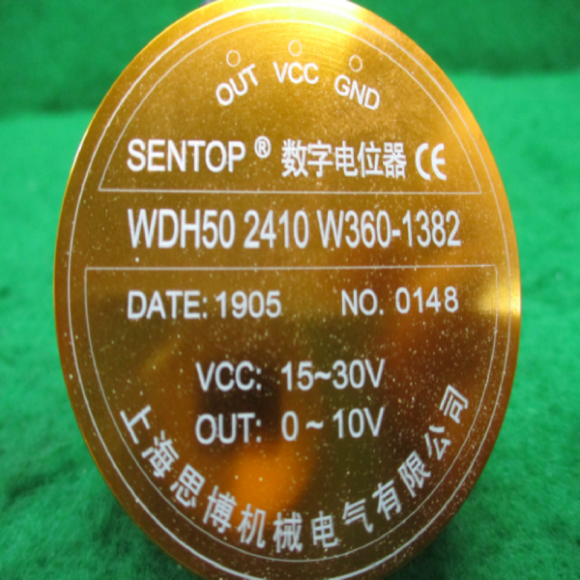 OUT VCC GND
SENTOP ® 数字电位器 CE
WDH50 2410 W360-1382
DATE: 1905 NO. 0148
VCC: 15~30V
OUT: 0~10V
上海思博机械电气有限公司